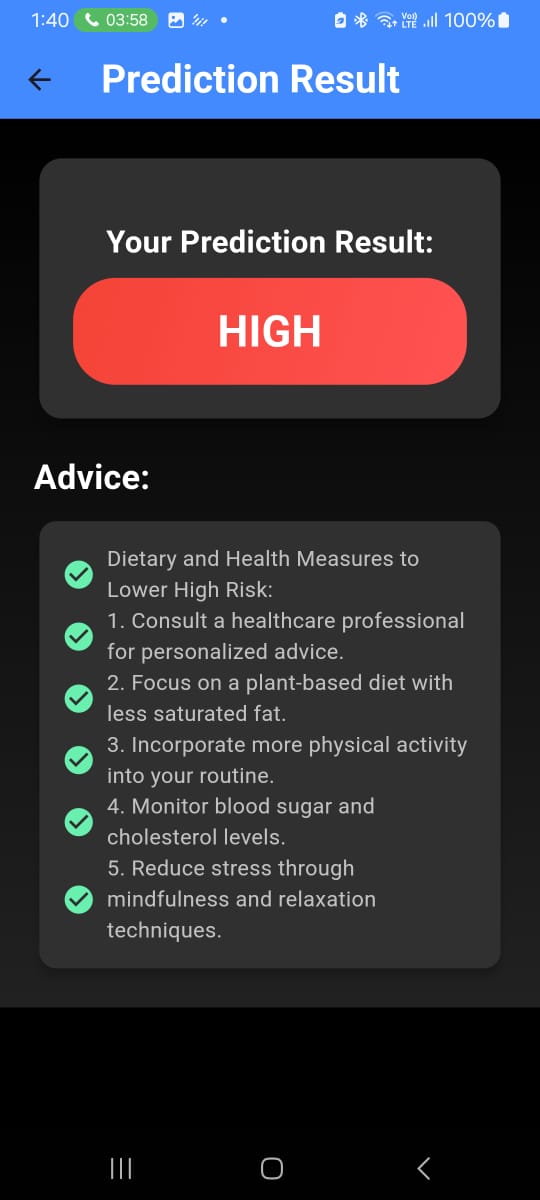 1:40 03:58 Vo)) LTE 100%
Prediction Result
Your Prediction Result:
HIGH
Advice:
Dietary and Health Measures to
Lower High Risk:
1. Consult a healthcare professional
for personalized advice.
2. Focus on a plant-based diet with
less saturated fat.
3. Incorporate more physical activity
into your routine.
4. Monitor blood sugar and
cholesterol levels.
5. Reduce stress through
mindfulness and relaxation
techniques.